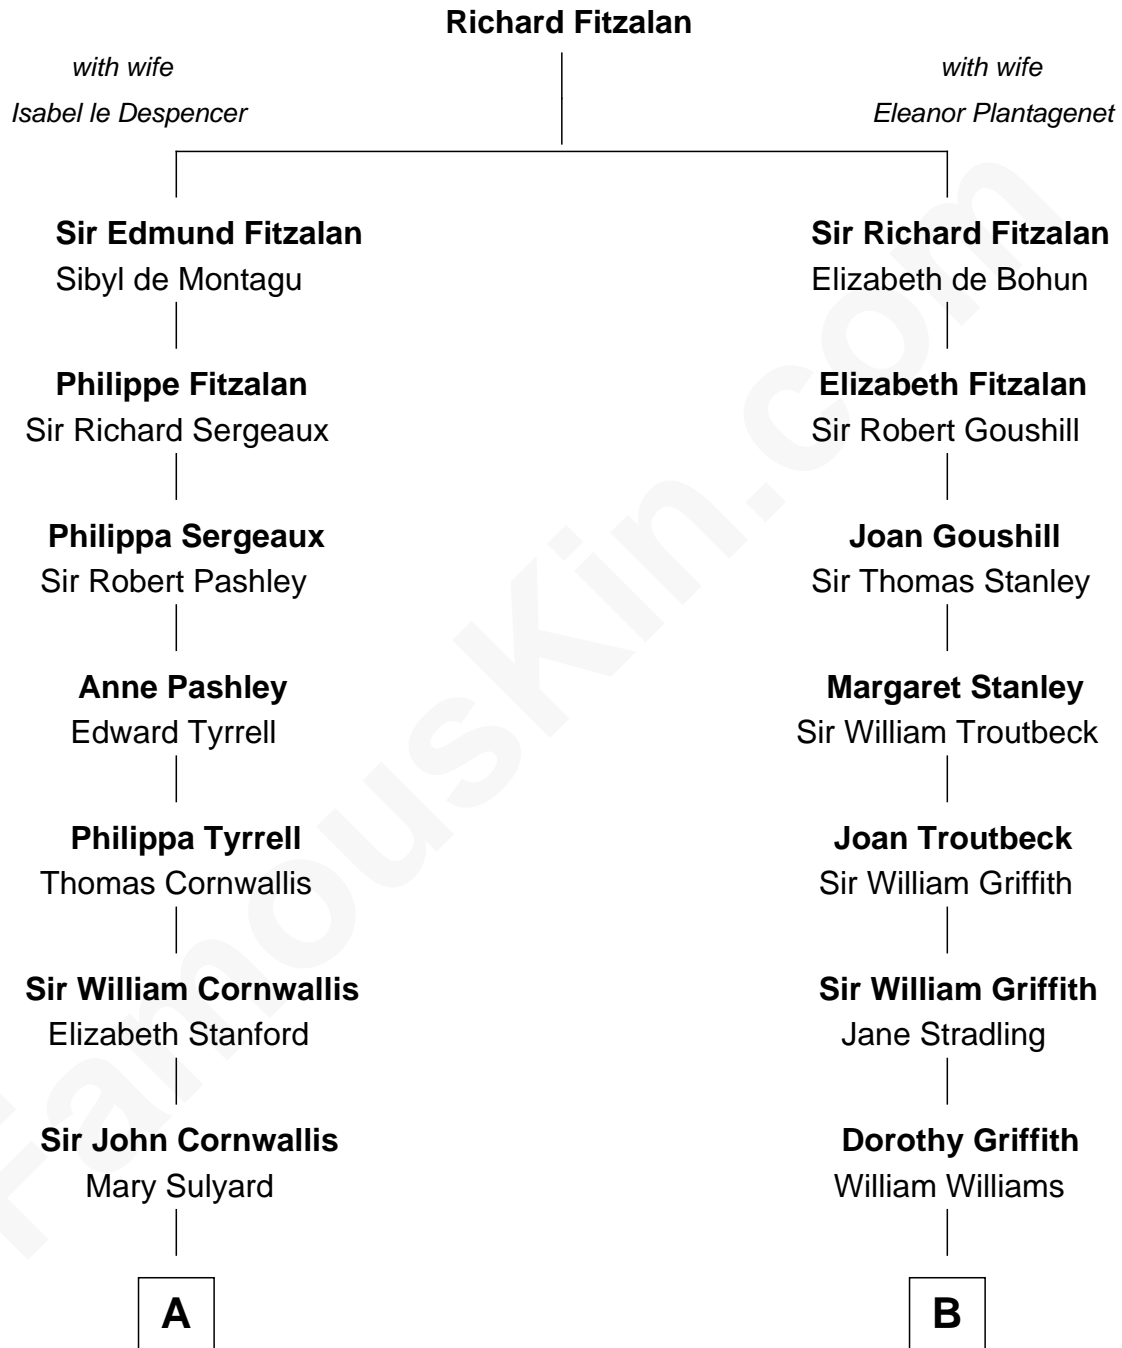 Richard Fitzalan
with wife
Isabel le Despencer
with wife
Eleanor Plantagenet
Sir Edmund Fitzalan
Sibyl de Montagu
Sir Richard Fitzalan
Elizabeth de Bohun
Philippe Fitzalan
Sir Richard Sergeaux
Elizabeth Fitzalan
Sir Robert Goushill
Philippa Sergeaux
Sir Robert Pashley
Joan Goushill
Sir Thomas Stanley
Anne Pashley
Edward Tyrrell
Margaret Stanley
Sir William Troutbeck
Philippa Tyrrell
Thomas Cornwallis
Joan Troutbeck
Sir William Griffith
Sir William Cornwallis
Elizabeth Stanford
Sir William Griffith
Jane Stradling
Sir John Cornwallis
Mary Sulyard
Dorothy Griffith
William Williams
A
B
FamousKin.com